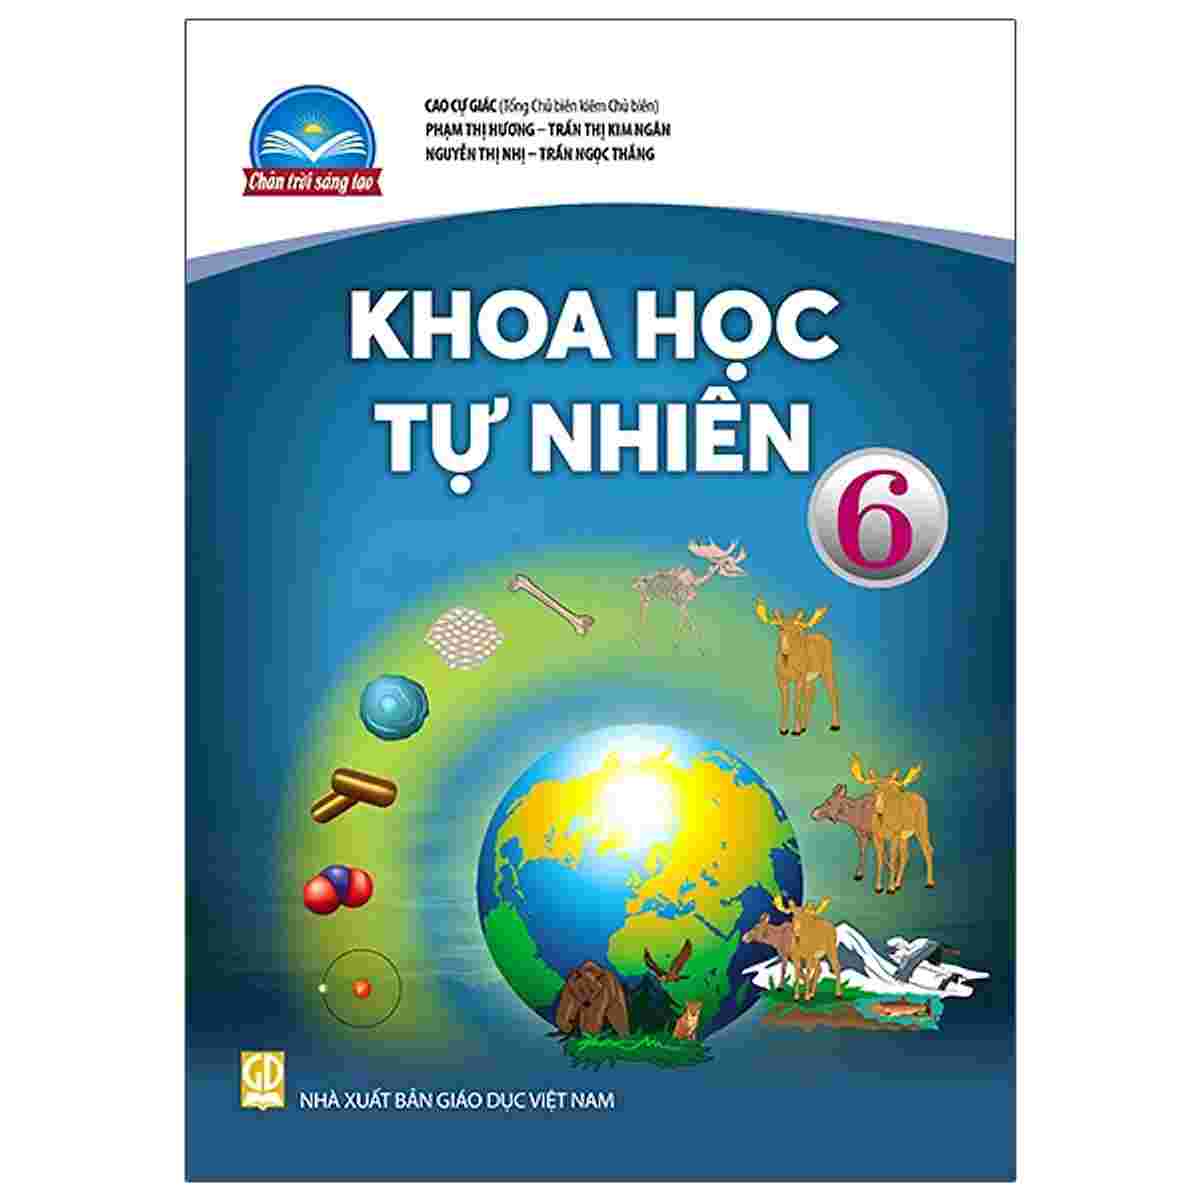 CAO CỰ GIÁC (Tổng Chủ biên kiêm Chủ biên)
PHẠM THỊ HƯƠNG – TRẦN THỊ KIM NGÂN
NGUYỄN THỊ NHỊ – TRẦN NGỌC THẮNG
Chân trời sáng tạo
KHOA HỌC
TỰ NHIÊN
6
GD
NHÀ XUẤT BẢN GIÁO DỤC VIỆT NAM